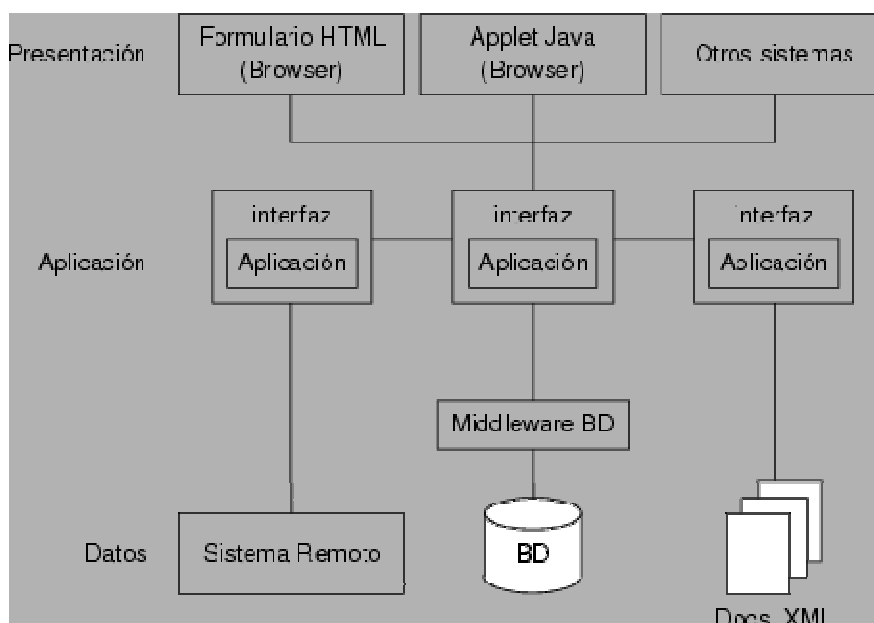 Presentación
Formulario HTML
(Browser)
Applet Java
(Browser)
Otros sistemas
Aplicación
interfaz
Aplicación
interfaz
Aplicación
interfaz
Aplicación
Middleware BD
Datos
Sistema Remoto
BD
Docs. XML